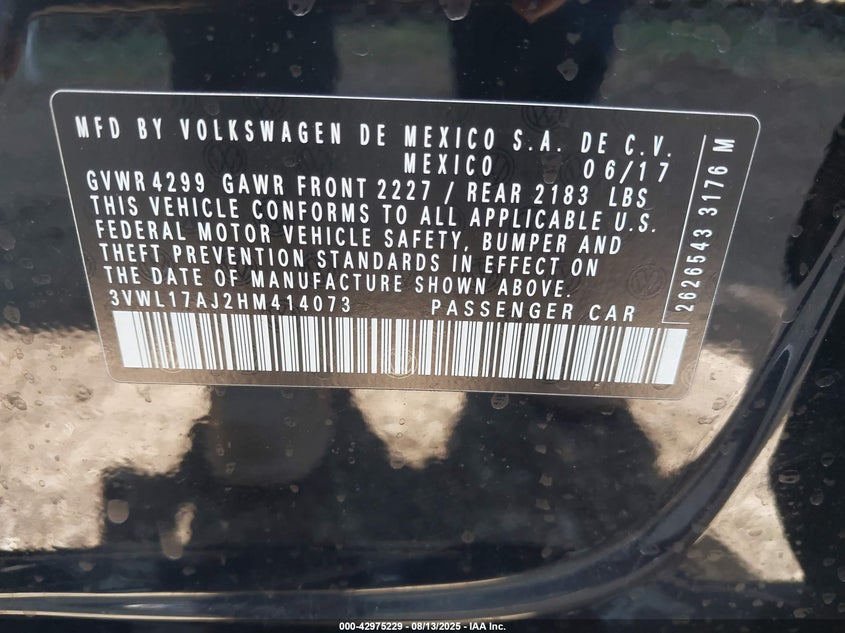 MFD BY VOLKSWAGEN DE MEXICO S.A. DE C.V.
MEXICO 06/17
GVWR 4299 GAWR FRONT 2227 / REAR 2183 LBS
THIS VEHICLE CONFORMS TO ALL APPLICABLE U.S.
FEDERAL MOTOR VEHICLE SAFETY, BUMPER AND
THEFT PREVENTION STANDARDS IN EFFECT ON
THE DATE OF MANUFACTURE SHOWN ABOVE.
3VWL17AJ2HM414073 PASSENGER CAR
2626543 3176 M
000-42975229 - 08/13/2025 - IAA Inc.